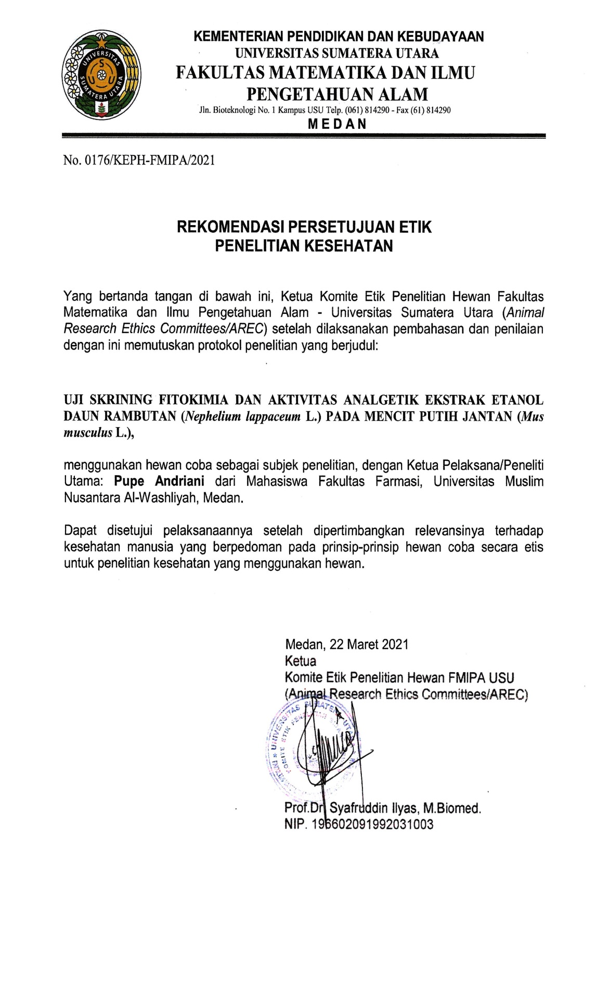 KEMENTERIAN PENDIDIKAN DAN KEBUDAYAAN
UNIVERSITAS SUMATERA UTARA
FAKULTAS MATEMATIKA DAN ILMU
PENGETAHUAN ALAM
Jln. Bioteknologi No. 1 Kampus USU Telp. (061) 814290 - Fax (61) 814290
MEDAN
UNIVERSITAS
SUMATERA UTARA
USU
No. 0176/KEPH-FMIPA/2021
REKOMENDASI PERSETUJUAN ETIK
PENELITIAN KESEHATAN
Yang bertanda tangan di bawah ini, Ketua Komite Etik Penelitian Hewan Fakultas
Matematika dan Ilmu Pengetahuan Alam - Universitas Sumatera Utara (Animal
Research Ethics Committees/AREC) setelah dilaksanakan pembahasan dan penilaian
dengan ini memutuskan protokol penelitian yang berjudul:
UJI SKRINING FITOKIMIA DAN AKTIVITAS ANALGETIK EKSTRAK ETANOL
DAUN RAMBUTAN (Nephelium lappaceum L.) PADA MENCIT PUTIH JANTAN (Mus
musculus L.),
menggunakan hewan coba sebagai subjek penelitian, dengan Ketua Pelaksana/Peneliti
Utama: Pupe Andriani dari Mahasiswa Fakultas Farmasi, Universitas Muslim
Nusantara Al-Washliyah, Medan.
Dapat disetujui pelaksanaannya setelah dipertimbangkan relevansinya terhadap
kesehatan manusia yang berpedoman pada prinsip-prinsip hewan coba secara etis
untuk penelitian kesehatan yang menggunakan hewan.
Medan, 22 Maret 2021
Ketua
Komite Etik Penelitian Hewan FMIPA USU
(Animal Research Ethics Committees/AREC)
UNIVERSITAS SUMATERA UTARA
KOMITE ETIK PENELITIAN
Prof.Dr. Syafruddin Ilyas, M.Biomed.
NIP. 196602091992031003